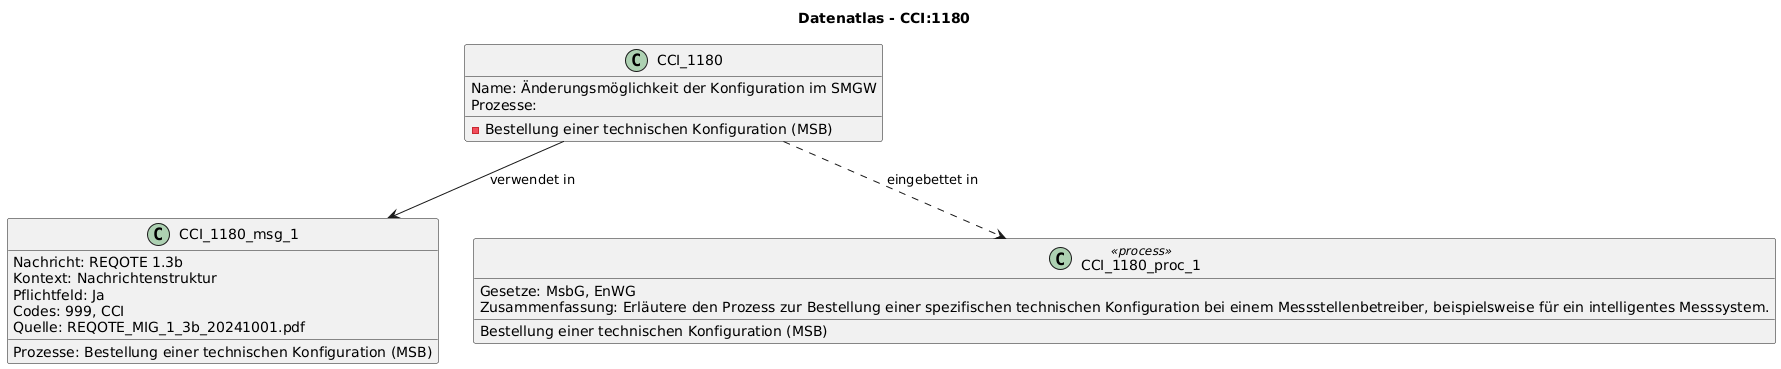 Datenatlas - CCI:1180
C CCI_1180
Name: Änderungsmöglichkeit der Konfiguration im SMGW
Prozesse:
Bestellung einer technischen Konfiguration (MSB)
verwendet in
eingebettet in
C CCI_1180_msg_1
Nachricht: REQOTE 1.3b
Kontext: Nachrichtenstruktur
Pflichtfeld: Ja
Codes: 999, CCI
Quelle: REQOTE_MIG_1_3b_20241001.pdf
Prozesse: Bestellung einer technischen Konfiguration (MSB)
«process»
C CCI_1180_proc_1
Gesetze: MsbG, EnWG
Zusammenfassung: Erläutere den Prozess zur Bestellung einer spezifischen technischen Konfiguration bei einem Messstellenbetreiber, beispielsweise für ein intelligentes Messsystem.
Bestellung einer technischen Konfiguration (MSB)